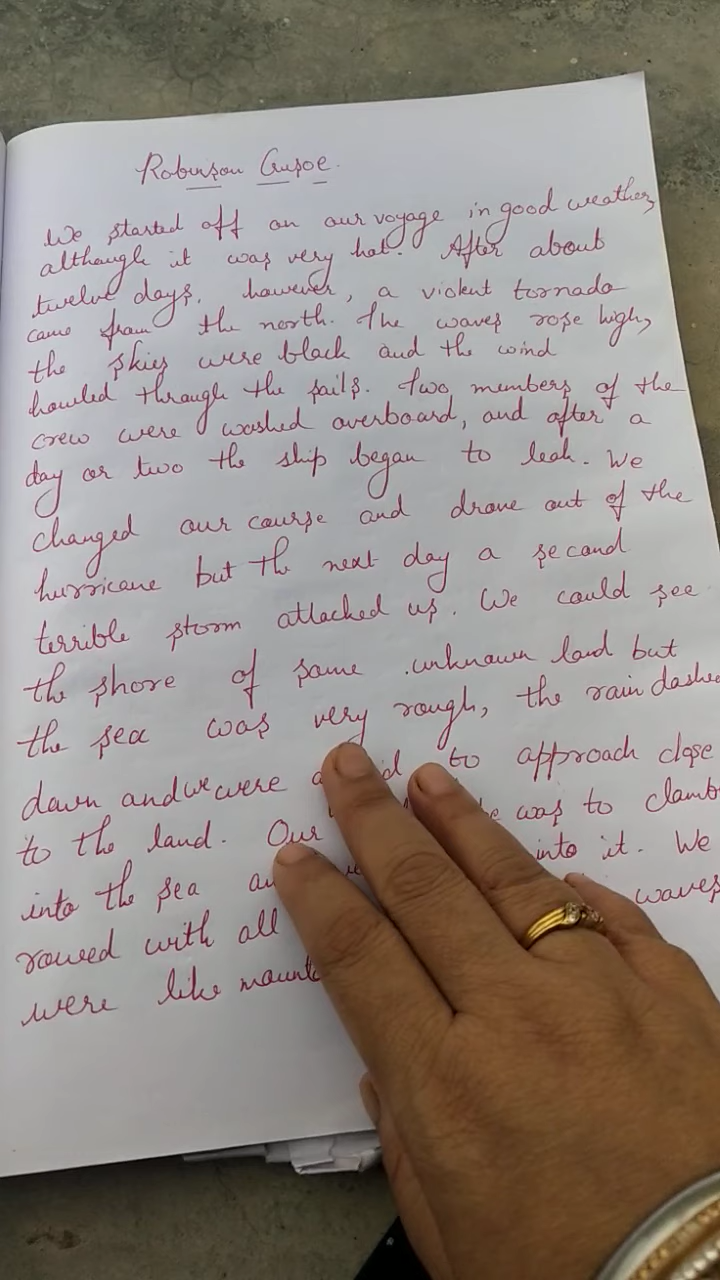 Robinson Crusoe.
We started off on our voyage in good weather,
although it was very hot. After about
twelve days, however, a violent tornado
came from the north. The waves rose high,
the skies were black and the wind
howled through the sails. Two members of the
crew were washed overboard, and after a
day or two the ship began to leak. We
changed our course and drove out of the
hurricane but the next day a second
terrible storm attacked us. We could see
the shore of some unknown land but
the sea was very rough, the rain dashed
down and we were to approach close
to the land. Our was to
into the sea into it. We
rowed with all waves
were like